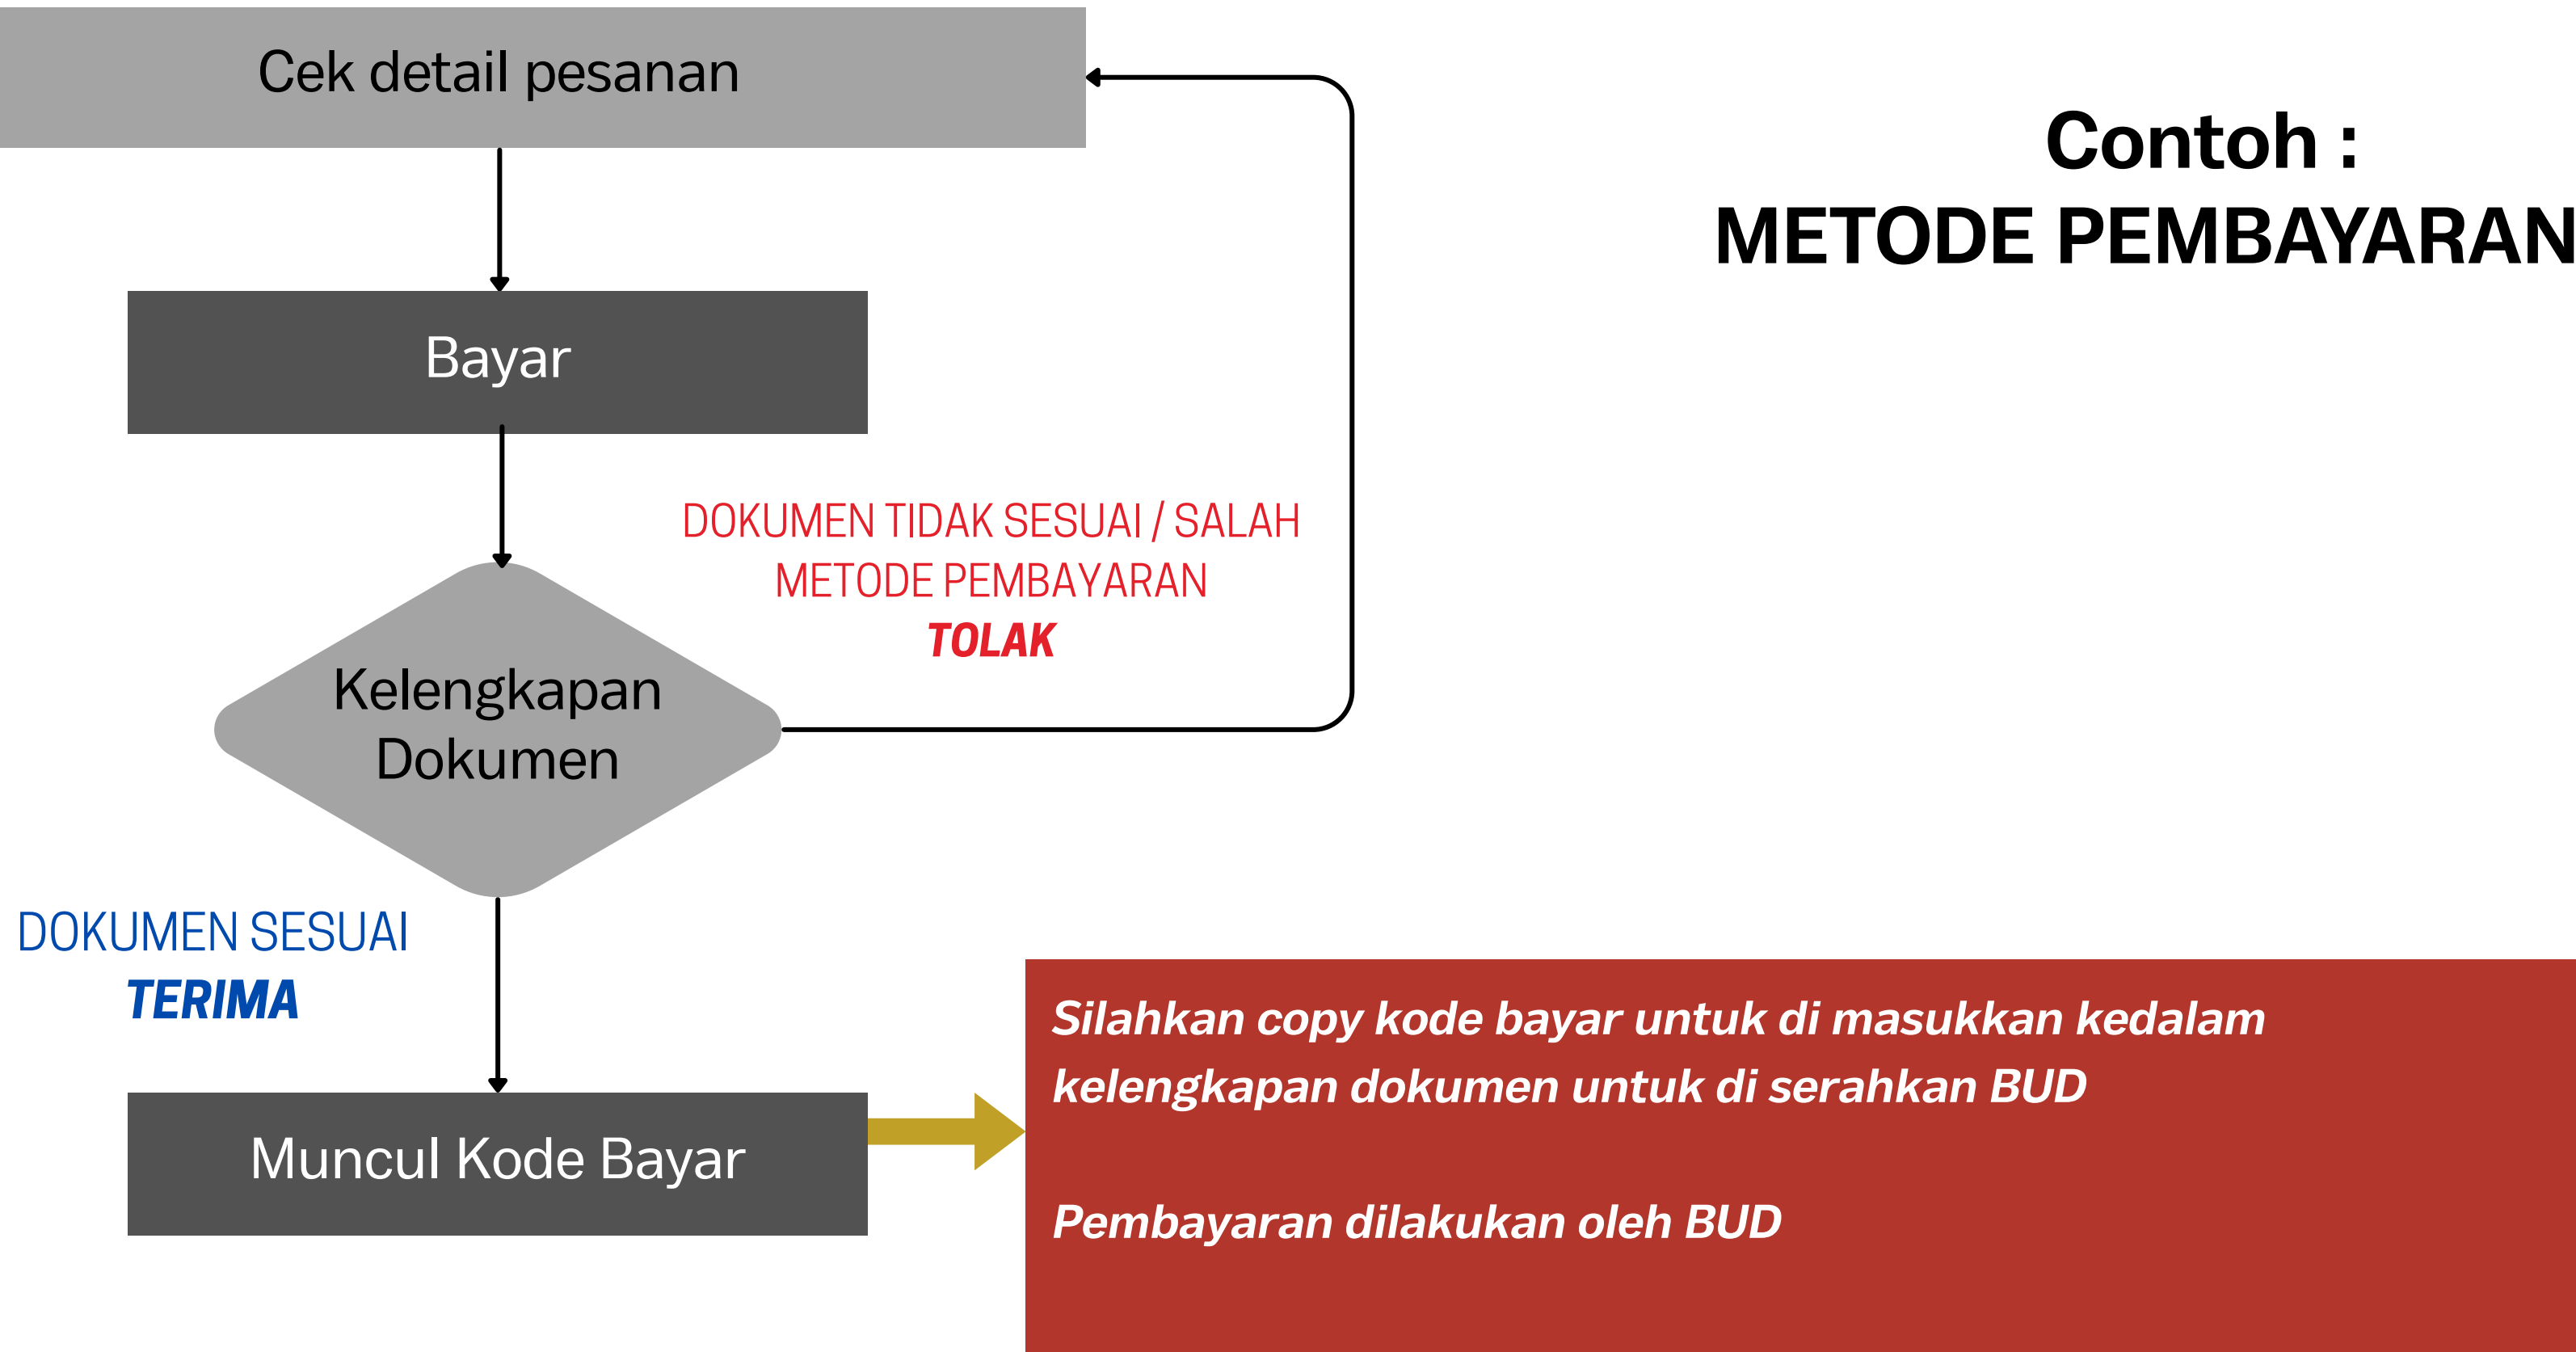 Cek detail pesanan
Contoh :
METODE PEMBAYARAN
Bayar
DOKUMEN TIDAK SESUAI / SALAH
METODE PEMBAYARAN
TOLAK
Kelengkapan
Dokumen
DOKUMEN SESUAI
TERIMA
Muncul Kode Bayar
Silahkan copy kode bayar untuk di masukkan kedalam
kelengkapan dokumen untuk di serahkan BUD
Pembayaran dilakukan oleh BUD